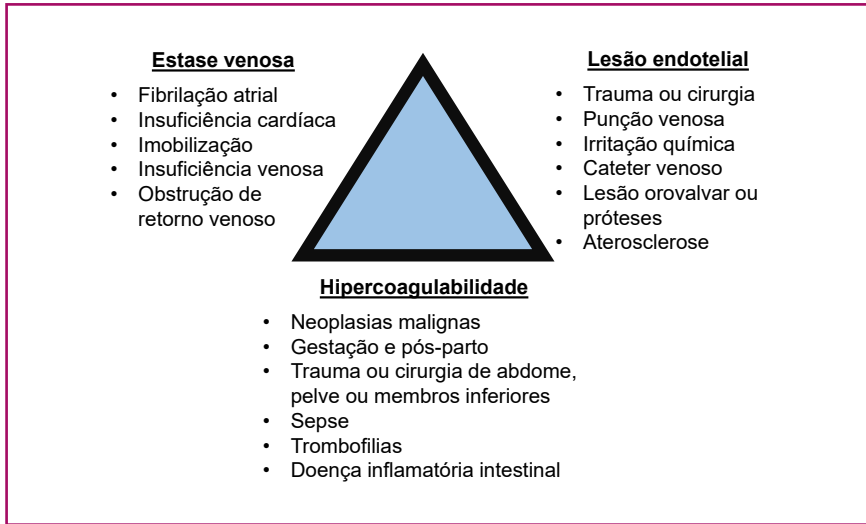 Estase venosa
• Fibrilação atrial
• Insuficiência cardíaca
• Imobilização
• Insuficiência venosa
• Obstrução de
retorno venoso
Lesão endotelial
• Trauma ou cirurgia
• Punção venosa
• Irritação química
• Cateter venoso
• Lesão orovalvar ou
próteses
• Aterosclerose
Hipercoagulabilidade
• Neoplasias malignas
• Gestação e pós-parto
• Trauma ou cirurgia de abdome,
pelve ou membros inferiores
• Sepse
• Trombofilias
• Doença inflamatória intestinal